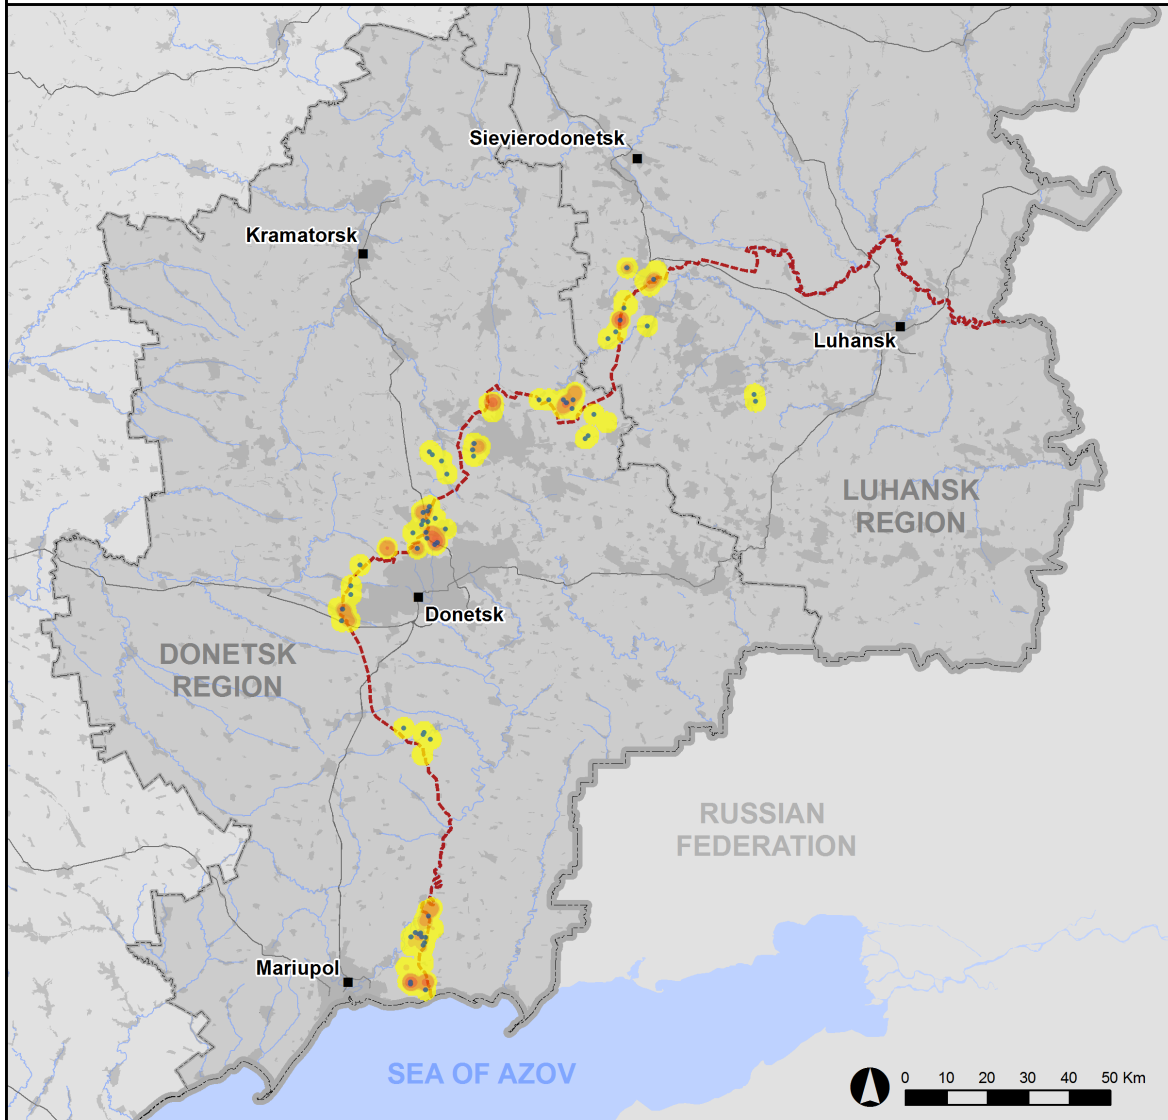 Sievierodonetsk
Kramatorsk
Luhansk
LUHANSK
REGION
Donetsk
DONETSK
REGION
RUSSIAN
FEDERATION
Mariupol
SEA OF AZOV
0 10 20 30 40 50 Km